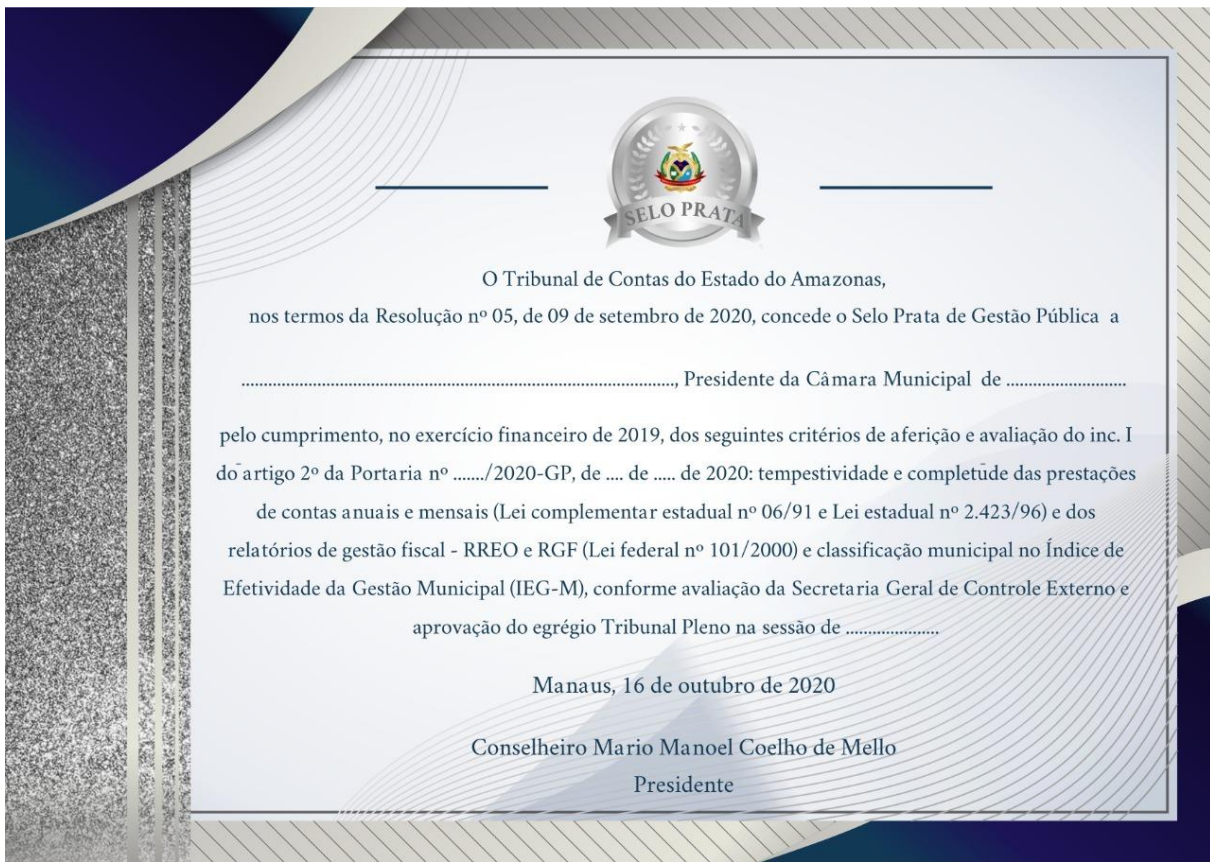 SELO PRATA
O Tribunal de Contas do Estado do Amazonas,
nos termos da Resolução nº 05, de 09 de setembro de 2020, concede o Selo Prata de Gestão Pública a
................................................................................................., Presidente da Câmara Municipal de ...........................
pelo cumprimento, no exercício financeiro de 2019, dos seguintes critérios de aferição e avaliação do inc. I
do artigo 2º da Portaria nº ......./2020-GP, de .... de ..... de 2020: tempestividade e completude das prestações
de contas anuais e mensais (Lei complementar estadual nº 06/91 e Lei estadual nº 2.423/96) e dos
relatórios de gestão fiscal - RREO e RGF (Lei federal nº 101/2000) e classificação municipal no Índice de
Efetividade da Gestão Municipal (IEG-M), conforme avaliação da Secretaria Geral de Controle Externo e
aprovação do egrégio Tribunal Pleno na sessão de .....................
Manaus, 16 de outubro de 2020
Conselheiro Mario Manoel Coelho de Mello
Presidente